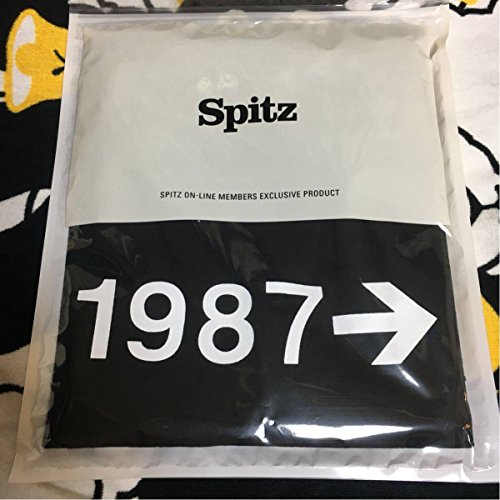 Spitz
SPITZ ON-LINE MEMBERS EXCLUSIVE PRODUCT
1987→